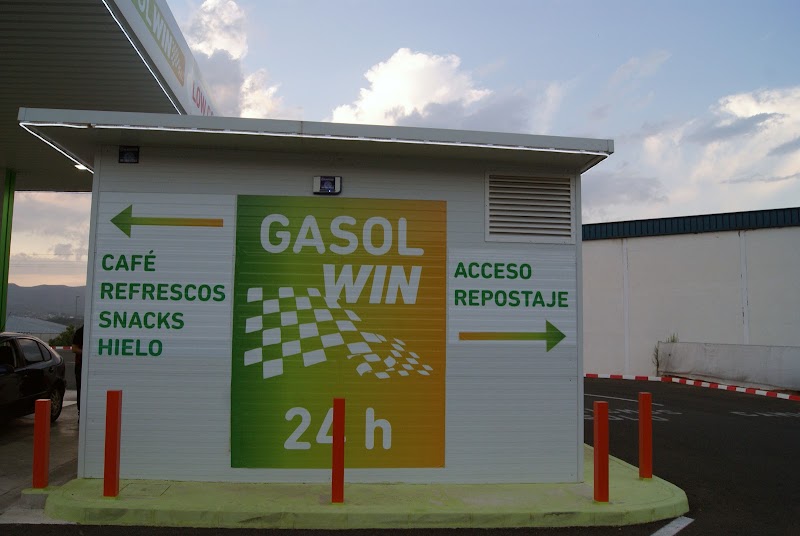 CAFÉ
REFRESCOS
SNACKS
HIELO
GASOL
WIN
24 h
ACCESO
REPOSTAJE